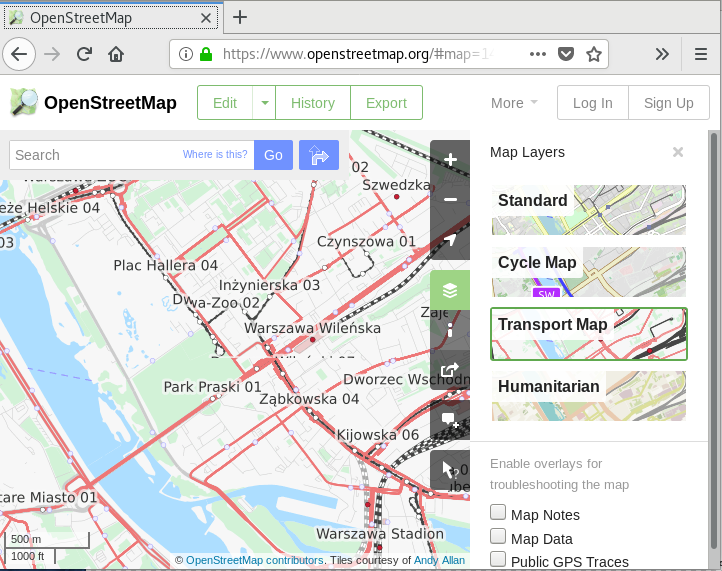 OpenStreetMap
https://www.openstreetmap.org/#map=14
OpenStreetMap
Edit
History
Export
More
Log In
Sign Up
Search
Where is this?
Go
Map Layers
02
Szwedzka
eże Helskie 04
03
Czynszowa 01
Plac Hallera 04
Inżynierska 03
wa-Zoo 02
Warszawa Wileńska
Park Praski 01
Dworzec Wschodn
Ząbkowska 04
Kijowska 06
tare Miasto 01
Warszawa Stadion
500 m
1000 ft
© OpenStreetMap contributors. Tiles courtesy of Andy Allan
Standard
Cycle Map
SW
Transport Map
Humanitarian
Enable overlays for
troubleshooting the map
Map Notes
Map Data
Public GPS Traces